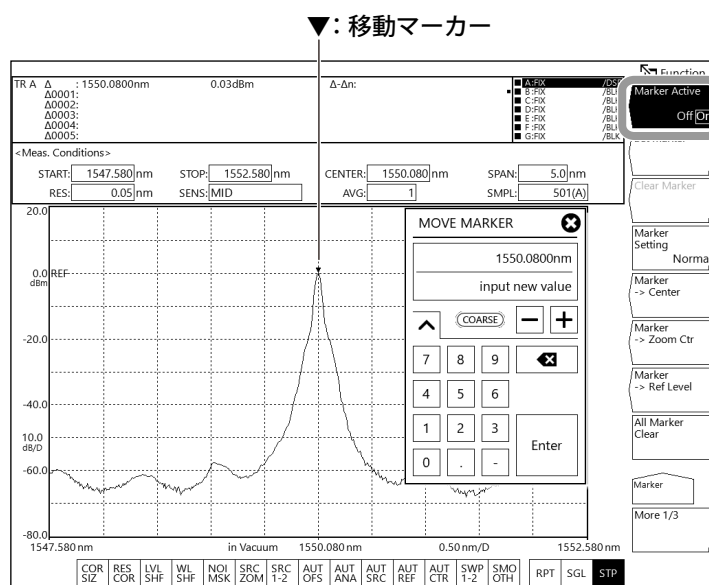 ▼：移動マーカー
Function
TR A Δ : 1550.0800nm 0.03dBm Δ-Δn:
Δ0001:
Δ0002:
Δ0003:
Δ0004:
Δ0005:
A:FIX /DSP
B:FIX /BLK
C:FIX /BLK
D:FIX /BLK
E:FIX /BLK
F:FIX /BLK
G:FIX /BLK
<Meas. Conditions>
START: 1547.580 nm STOP: 1552.580 nm CENTER: 1550.080 nm SPAN: 5.0 nm
RES: 0.05 nm SENS: MID AVG: 1 SMPL: 501(A)
20.0
0.0 REF
dBm
-20.0
-40.0
10.0
dB/D
-60.0
-80.0
1547.580 nm in Vacuum 1550.080 nm 0.50 nm/D 1552.580 nm
MOVE MARKER
1550.0800nm
input new value
COARSE − +
7 8 9
4 5 6
1 2 3
Enter
0 . -
Marker Active
Off On
Clear Marker
Marker
Setting
Norma
Marker
-> Center
Marker
-> Zoom Ctr
Marker
-> Ref Level
All Marker
Clear
Marker
More 1/3
COR SIZ
RES COR
LVL SHF
WL SHF
NOI MSK
SRC ZOM
SRC 1-2
AUT OFS
AUT ANA
AUT SRC
AUT REF
AUT CTR
SWP 1-2
SMO OTH
RPT
SGL
STP